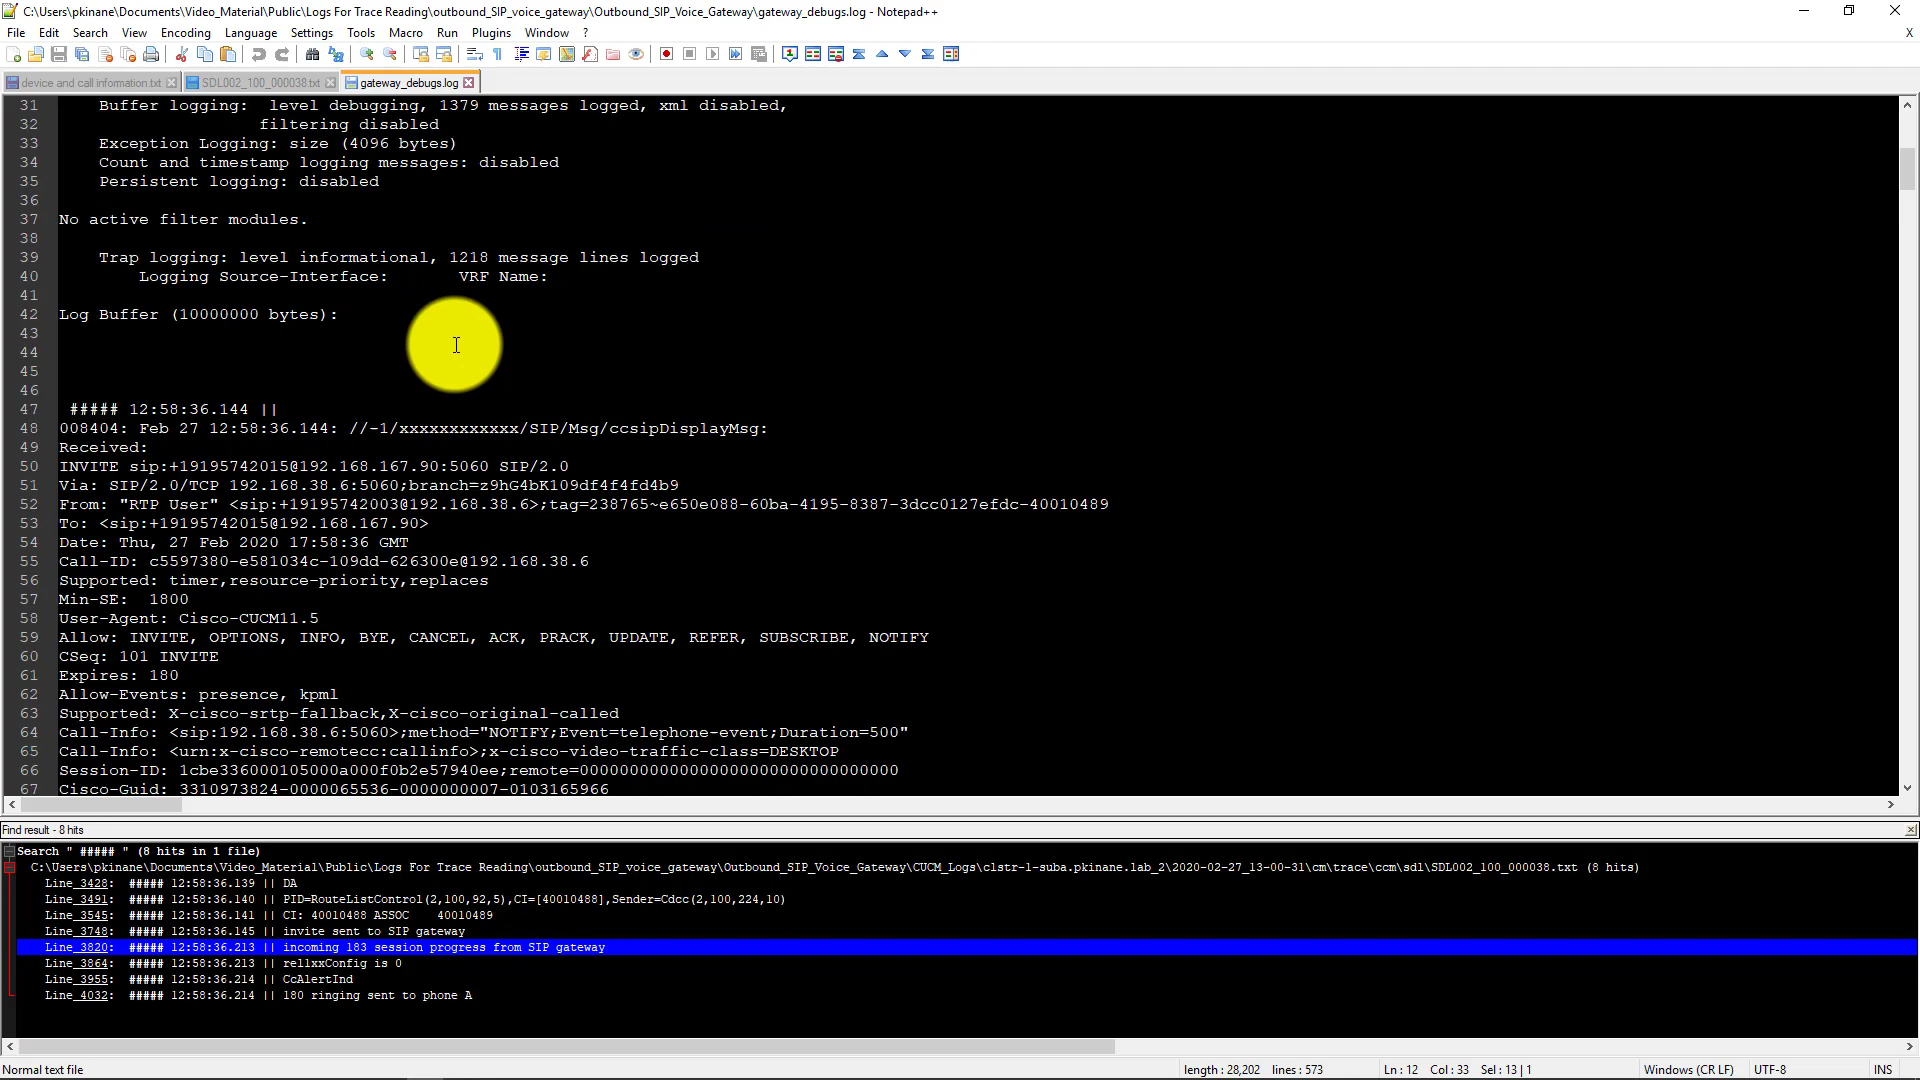 C:\Users\pkinane\Documents\Video_Material\Public\Logs For Trace Reading\outbound_SIP_voice_gateway\Outbound_SIP_Voice_Gateway\gateway_debugs.log - Notepad++
File Edit Search View Encoding Language Settings Tools Macro Run Plugins Window ? X
device and call information.txt SDL002_100_000038.txt gateway_debugs.log
31 Buffer logging: level debugging, 1379 messages logged, xml disabled,
32 filtering disabled
33 Exception Logging: size (4096 bytes)
34 Count and timestamp logging messages: disabled
35 Persistent logging: disabled
36
37 No active filter modules.
38
39 Trap logging: level informational, 1218 message lines logged
40 Logging Source-Interface: VRF Name:
41
42 Log Buffer (10000000 bytes):
43
44
45
46
47 ##### 12:58:36.144 ||
48 008404: Feb 27 12:58:36.144: //-1/xxxxxxxxxxxx/SIP/Msg/ccsipDisplayMsg:
49 Received:
50 INVITE sip:+19195742015@192.168.167.90:5060 SIP/2.0
51 Via: SIP/2.0/TCP 192.168.38.6:5060;branch=z9hG4bK109df4f4fd4b9
52 From: "RTP User" <sip:+19195742003@192.168.38.6>;tag=238765~e650e088-60ba-4195-8387-3dcc0127efdc-40010489
53 To: <sip:+19195742015@192.168.167.90>
54 Date: Thu, 27 Feb 2020 17:58:36 GMT
55 Call-ID: c5597380-e581034c-109dd-626300e@192.168.38.6
56 Supported: timer,resource-priority,replaces
57 Min-SE: 1800
58 User-Agent: Cisco-CUCM11.5
59 Allow: INVITE, OPTIONS, INFO, BYE, CANCEL, ACK, PRACK, UPDATE, REFER, SUBSCRIBE, NOTIFY
60 CSeq: 101 INVITE
61 Expires: 180
62 Allow-Events: presence, kpml
63 Supported: X-cisco-srtp-fallback,X-cisco-original-called
64 Call-Info: <sip:192.168.38.6:5060>;method="NOTIFY;Event=telephone-event;Duration=500"
65 Call-Info: <urn:x-cisco-remotecc:callinfo>;x-cisco-video-traffic-class=DESKTOP
66 Session-ID: 1cbe336000105000a000f0b2e57940ee;remote=00000000000000000000000000000000
67 Cisco-Guid: 3310973824-0000065536-0000000007-0103165966
Find result - 8 hits
Search " ##### " (8 hits in 1 file)
C:\Users\pkinane\Documents\Video_Material\Public\Logs For Trace Reading\outbound_SIP_voice_gateway\Outbound_SIP_Voice_Gateway\CUCM_Logs\clstr-1-suba.pkinane.lab_2\2020-02-27_13-00-31\cm\trace\ccm\sdl\SDL002_100_000038.txt (8 hits)
Line 3428: ##### 12:58:36.139 || DA
Line 3491: ##### 12:58:36.140 || PID=RouteListControl(2,100,92,5),CI=[40010488],Sender=Cdcc(2,100,224,10)
Line 3545: ##### 12:58:36.141 || CI: 40010488 ASSOC 40010489
Line 3748: ##### 12:58:36.145 || invite sent to SIP gateway
Line 3820: ##### 12:58:36.213 || incoming 183 session progress from SIP gateway
Line 3864: ##### 12:58:36.213 || rel1xxConfig is 0
Line 3955: ##### 12:58:36.214 || CcAlertInd
Line 4032: ##### 12:58:36.214 || 180 ringing sent to phone A
Normal text file length : 28,202 lines : 573 Ln : 12 Col : 33 Sel : 13 | 1 Windows (CR LF) UTF-8 INS